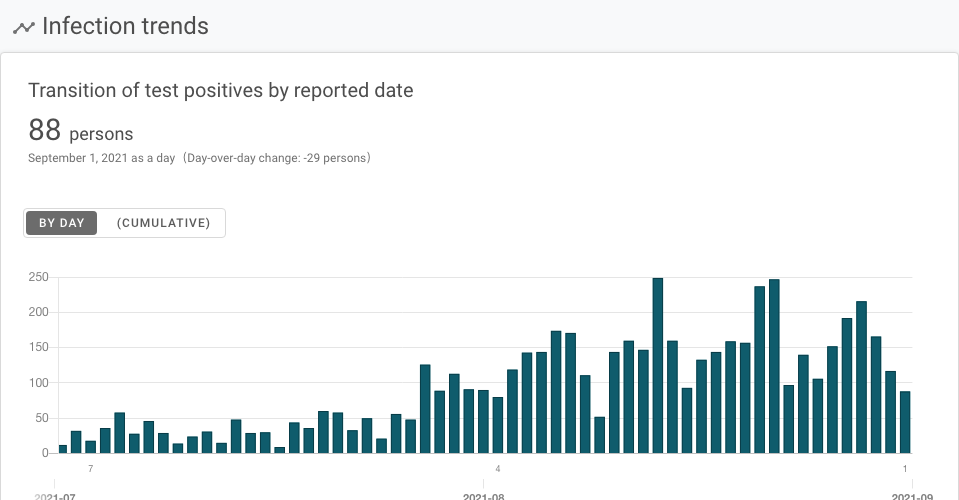 Infection trends
Transition of test positives by reported date
88 persons
September 1, 2021 as a day (Day-over-day change: -29 persons)
BY DAY (CUMULATIVE)
250
200
150
100
50
0
7 4 1
2021-07 2021-08 2021-09